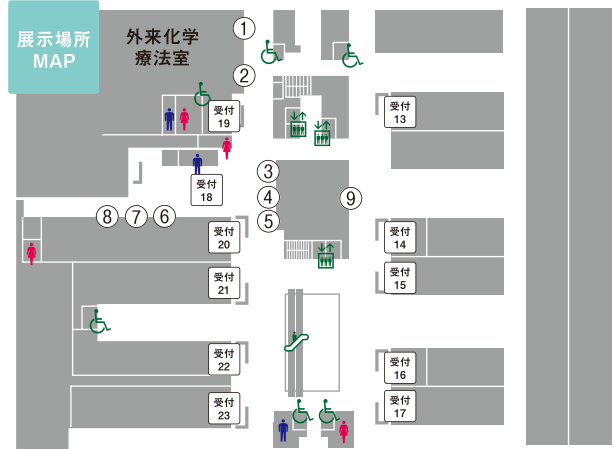 展示場所
MAP
外来化学
療法室
①
②
受付
19
受付
13
受付
18
③
④
⑤
⑨
⑧ ⑦ ⑥
受付
20
受付
14
受付
21
受付
15
受付
22
受付
16
受付
23
受付
17